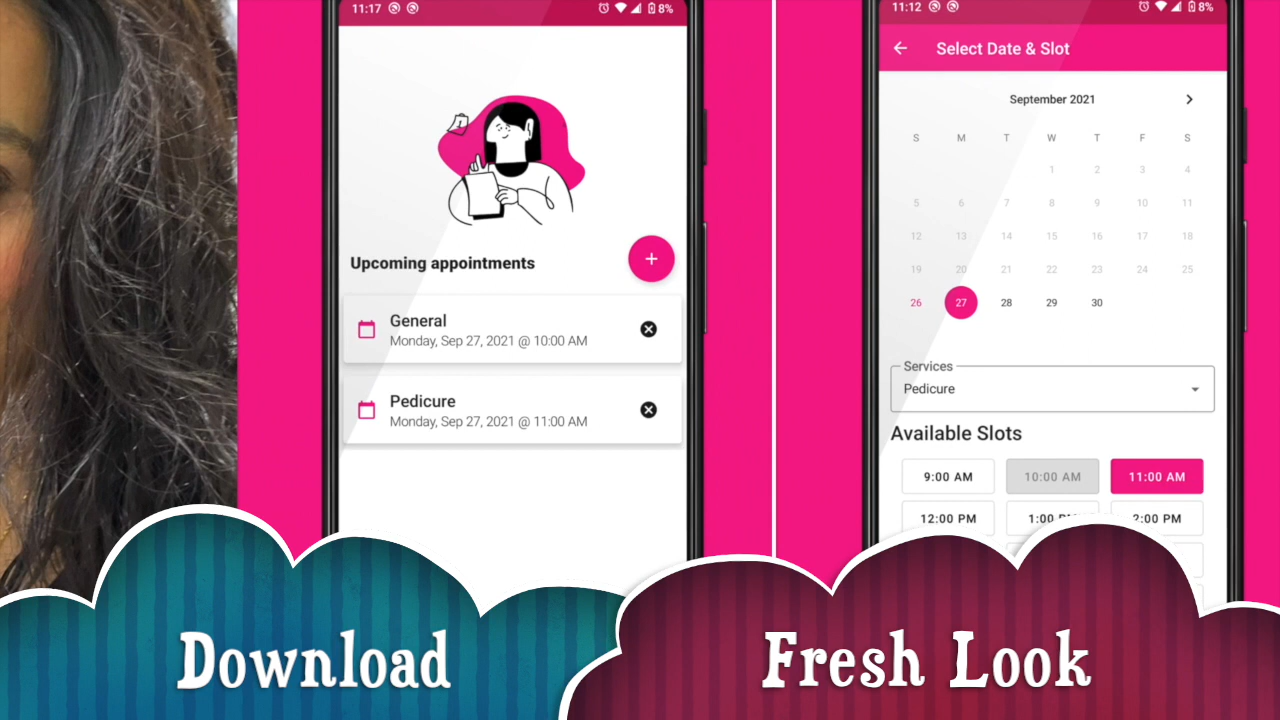 11:17
8%
Upcoming appointments
+
General
Monday, Sep 27, 2021 @ 10:00 AM
Pedicure
Monday, Sep 27, 2021 @ 11:00 AM
11:12
8%
Select Date & Slot
September 2021
S M T W T F S
1 2 3 4
5 6 7 8 9 10 11
12 13 14 15 16 17 18
19 20 21 22 23 24 25
26 27 28 29 30
Services
Pedicure
Available Slots
9:00 AM 10:00 AM 11:00 AM
12:00 PM 1:00 PM 2:00 PM
Download
Fresh Look